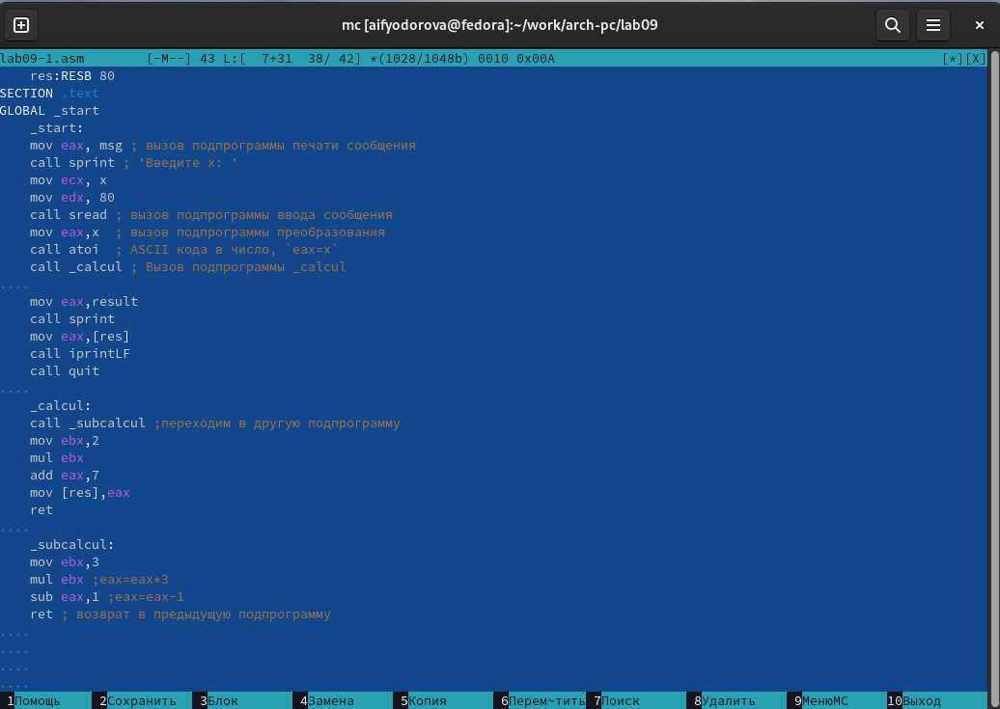 mc [aifyodorova@fedora]:~/work/arch-pc/lab09
lab09-1.asm [-M--] 43 L:[ 7+31 38/ 42] *(1028/1048b) 0010 0x00A [*][X]
res:RESB 80
SECTION .text
GLOBAL _start
_start:
mov eax, msg ; вызов подпрограммы печати сообщения
call sprint ; 'Введите x: '
mov ecx, x
mov edx, 80
call sread ; вызов подпрограммы ввода сообщения
mov eax,x ; вызов подпрограммы преобразования
call atoi ; ASCII кода в число, `eax=x`
call _calcul ; Вызов подпрограммы _calcul
....
mov eax,result
call sprint
mov eax,[res]
call iprintLF
call quit
....
_calcul:
call _subcalcul ;переходим в другую подпрограмму
mov ebx,2
mul ebx
add eax,7
mov [res],eax
ret
....
_subcalcul:
mov ebx,3
mul ebx ;eax=eax*3
sub eax,1 ;eax=eax-1
ret ; возврат в предыдущую подпрограмму
....
....
....
....
1Помощь 2Сохранить 3Блок 4Замена 5Копия 6Перем~тить 7Поиск 8Удалить 9МенюМС 10Выход